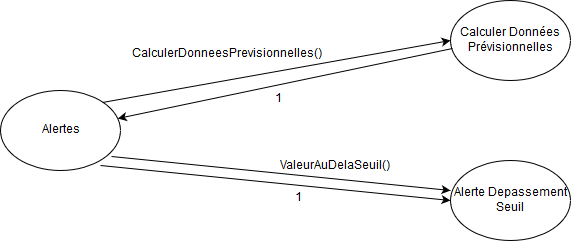 Calculer Données
Prévisionnelles
CalculerDonneesPrevisionnelles()
1
Alertes
ValeurAuDelaSeuil()
1
Alerte Depassement
Seuil